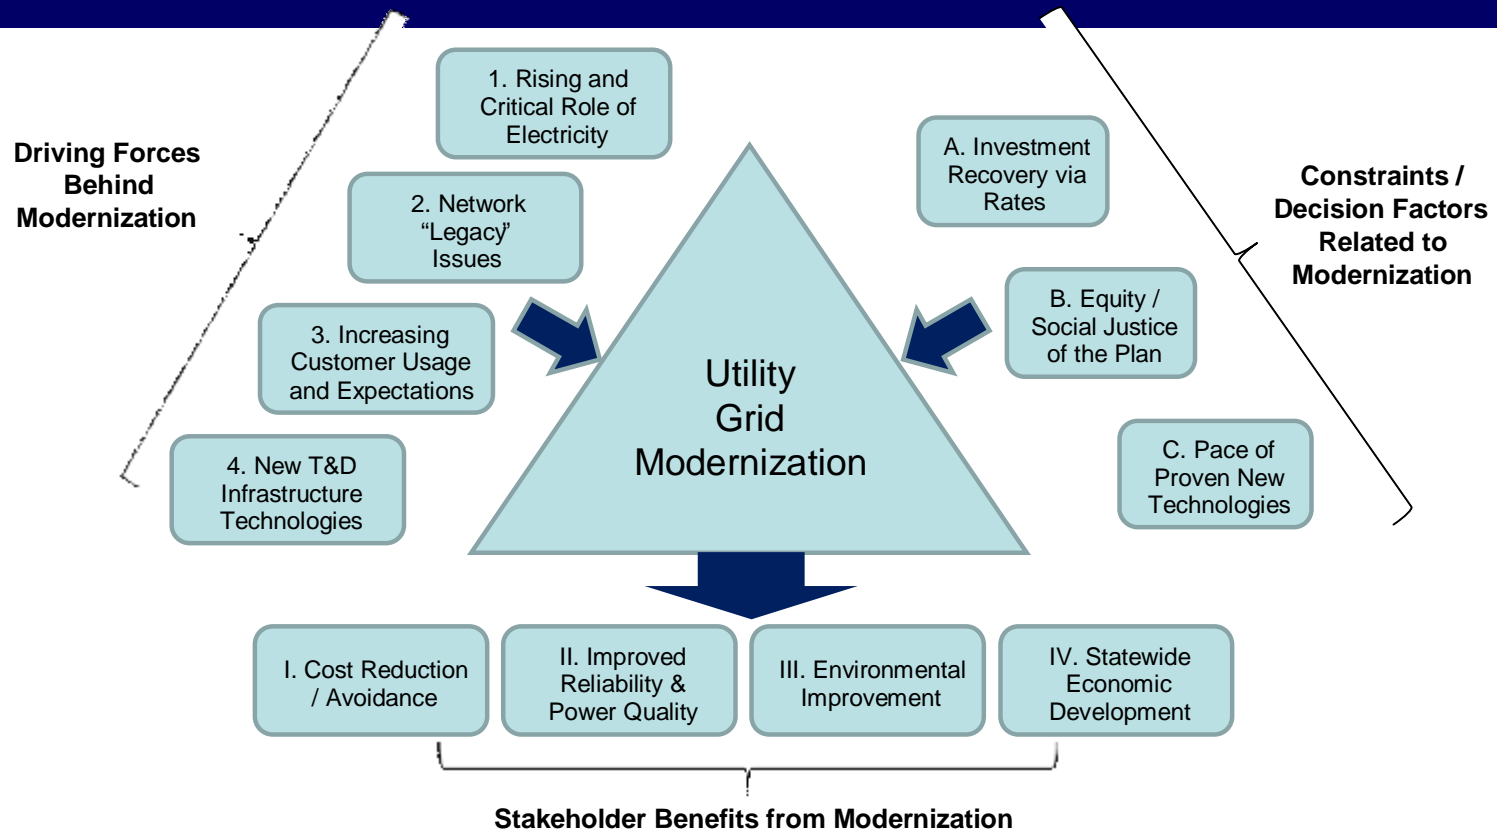 Driving Forces
Behind
Modernization
1. Rising and
Critical Role of
Electricity
2. Network
“Legacy”
Issues
3. Increasing
Customer Usage
and Expectations
4. New T&D
Infrastructure
Technologies
Utility
Grid
Modernization
A. Investment
Recovery via
Rates
B. Equity /
Social Justice
of the Plan
C. Pace of
Proven New
Technologies
Constraints /
Decision Factors
Related to
Modernization
I. Cost Reduction
/ Avoidance
II. Improved
Reliability &
Power Quality
III. Environmental
Improvement
IV. Statewide
Economic
Development
Stakeholder Benefits from Modernization